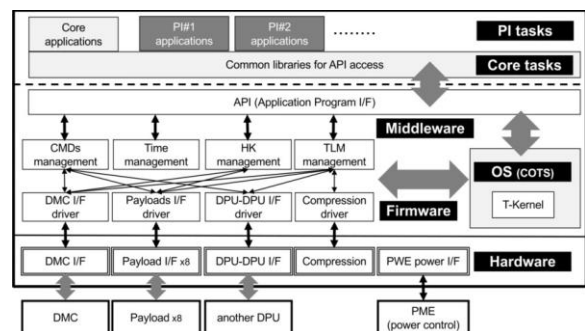 Core
applications
PI#1
applications
PI#2
applications
........
PI tasks
Common libraries for API access
Core tasks
API (Application Program I/F)
Middleware
CMDs
management
Time
management
HK
management
TLM
management
OS (COTS)
T-Kernel
DMC I/F
driver
Payloads I/F
driver
DPU-DPU I/F
driver
Compression
driver
Firmware
DMC I/F
Payload I/F x8
DPU-DPU I/F
Compression
PWE power I/F
Hardware
DMC
Payload x8
another DPU
PME
(power control)